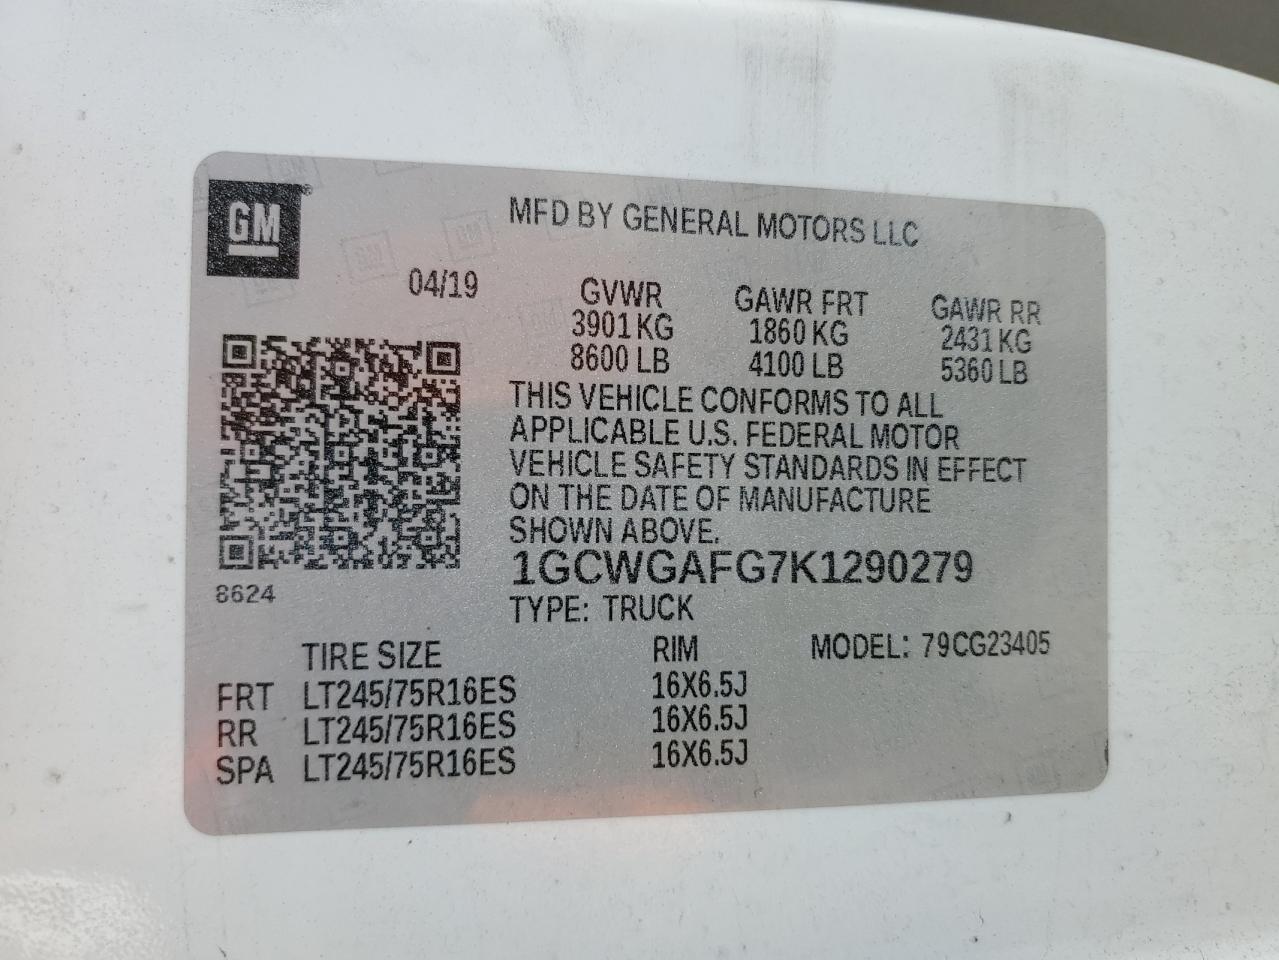 GM
MFD BY GENERAL MOTORS LLC
04/19 GVWR GAWR FRT GAWR RR
3901 KG 1860 KG 2431 KG
8600 LB 4100 LB 5360 LB
THIS VEHICLE CONFORMS TO ALL
APPLICABLE U.S. FEDERAL MOTOR
VEHICLE SAFETY STANDARDS IN EFFECT
ON THE DATE OF MANUFACTURE
SHOWN ABOVE.
1GCWGAFG7K1290279
8624
TYPE: TRUCK
TIRE SIZE RIM MODEL: 79CG23405
FRT LT245/75R16ES 16X6.5J
RR LT245/75R16ES 16X6.5J
SPA LT245/75R16ES 16X6.5J